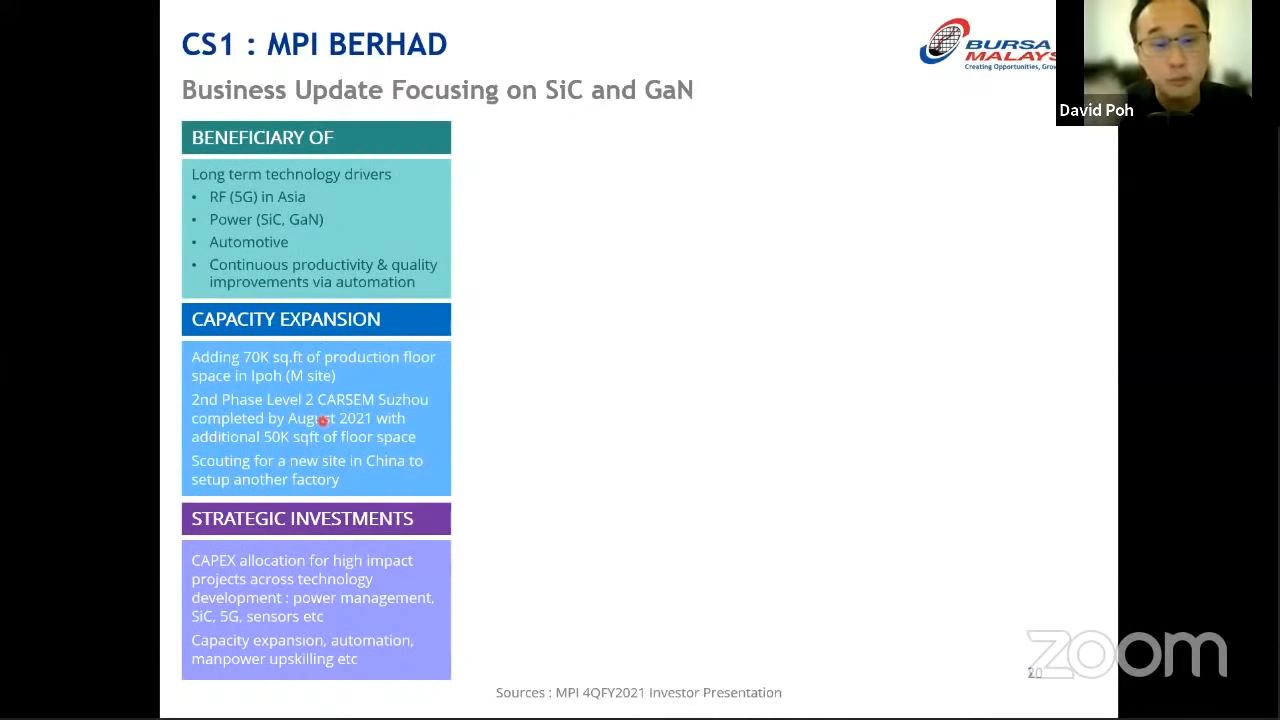 CS1 : MPI BERHAD
BURSA
MALAYS
Creating Opportunities, Grow
David Poh
Business Update Focusing on SiC and GaN
BENEFICIARY OF
Long term technology drivers
• RF (5G) in Asia
• Power (SiC, GaN)
• Automotive
• Continuous productivity & quality
improvements via automation
CAPACITY EXPANSION
Adding 70K sq.ft of production floor
space in Ipoh (M site)
2nd Phase Level 2 CARSEM Suzhou
completed by August 2021 with
additional 50K sqft of floor space
Scouting for a new site in China to
setup another factory
STRATEGIC INVESTMENTS
CAPEX allocation for high impact
projects across technology
development : power management,
SiC, 5G, sensors etc
Capacity expansion, automation,
manpower upskilling etc
Sources : MPI 4QFY2021 Investor Presentation
20
zoom